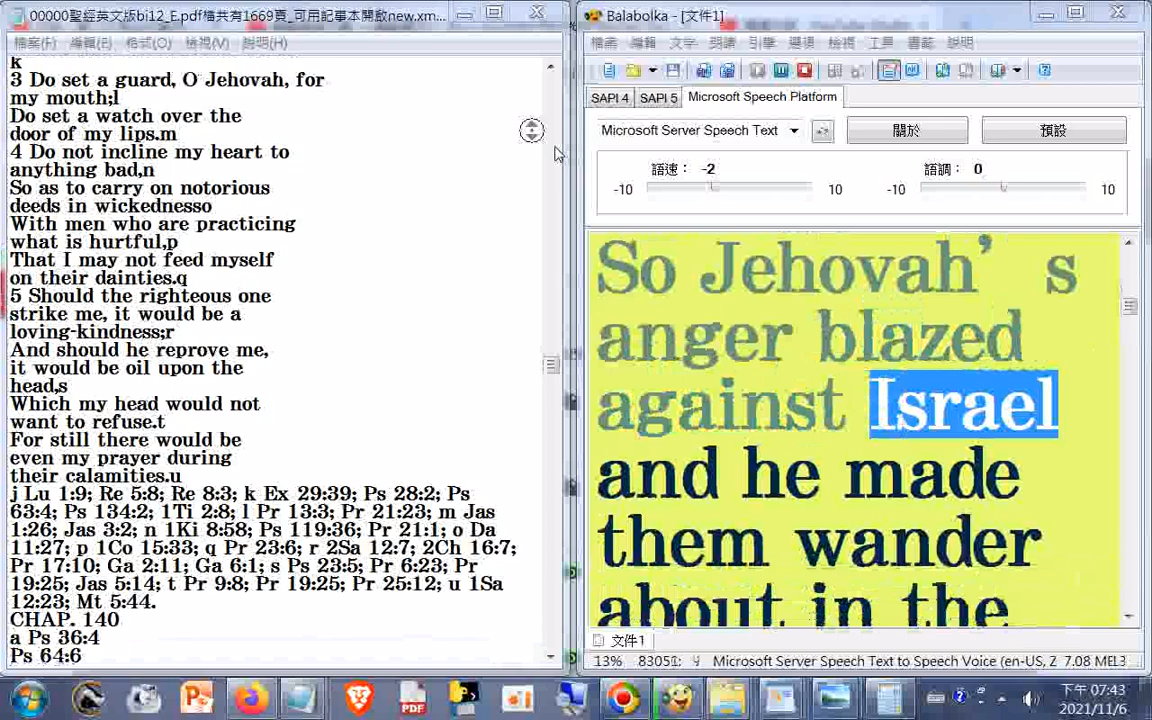 00000聖經英文版bi12_E.pdf檔共有1669頁_可用記事本開啟new.xm...
檔案(F) 編輯(E) 格式(O) 檢視(V) 說明(H)
k
3 Do set a guard, O Jehovah, for
my mouth;l
Do set a watch over the
door of my lips.m
4 Do not incline my heart to
anything bad,n
So as to carry on notorious
deeds in wickednesso
With men who are practicing
what is hurtful,p
That I may not feed myself
on their dainties.q
5 Should the righteous one
strike me, it would be a
loving-kindness;r
And should he reprove me,
it would be oil upon the
head,s
Which my head would not
want to refuse.t
For still there would be
even my prayer during
their calamities.u
j Lu 1:9; Re 5:8; Re 8:3; k Ex 29:39; Ps 28:2; Ps
63:4; Ps 134:2; 1Ti 2:8; l Pr 13:3; Pr 21:23; m Jas
1:26; Jas 3:2; n 1Ki 8:58; Ps 119:36; Pr 21:1; o Da
11:27; p 1Co 15:33; q Pr 23:6; r 2Sa 12:7; 2Ch 16:7;
Pr 17:10; Ga 2:11; Ga 6:1; s Ps 23:5; Pr 6:23; Pr
19:25; Jas 5:14; t Pr 9:8; Pr 19:25; Pr 25:12; u 1Sa
12:23; Mt 5:44.
CHAP. 140
a Ps 36:4
Ps 64:6
Balabolka - [文件1]
檔案 編輯 文字 朗讀 引擎 選項 檢視 工具 書籤 說明
SAPI 4 SAPI 5 Microsoft Speech Platform
Microsoft Server Speech Text 關於 預設
語速： -2 語調： 0
-10 10 -10 10
So Jehovah’s
anger blazed
against Israel
and he made
them wander
about in the
文件1
13% 83051: Microsoft Server Speech Text to Speech Voice (en-US, Z 7.08 MB
PDF
下午 07:43
2021/11/6